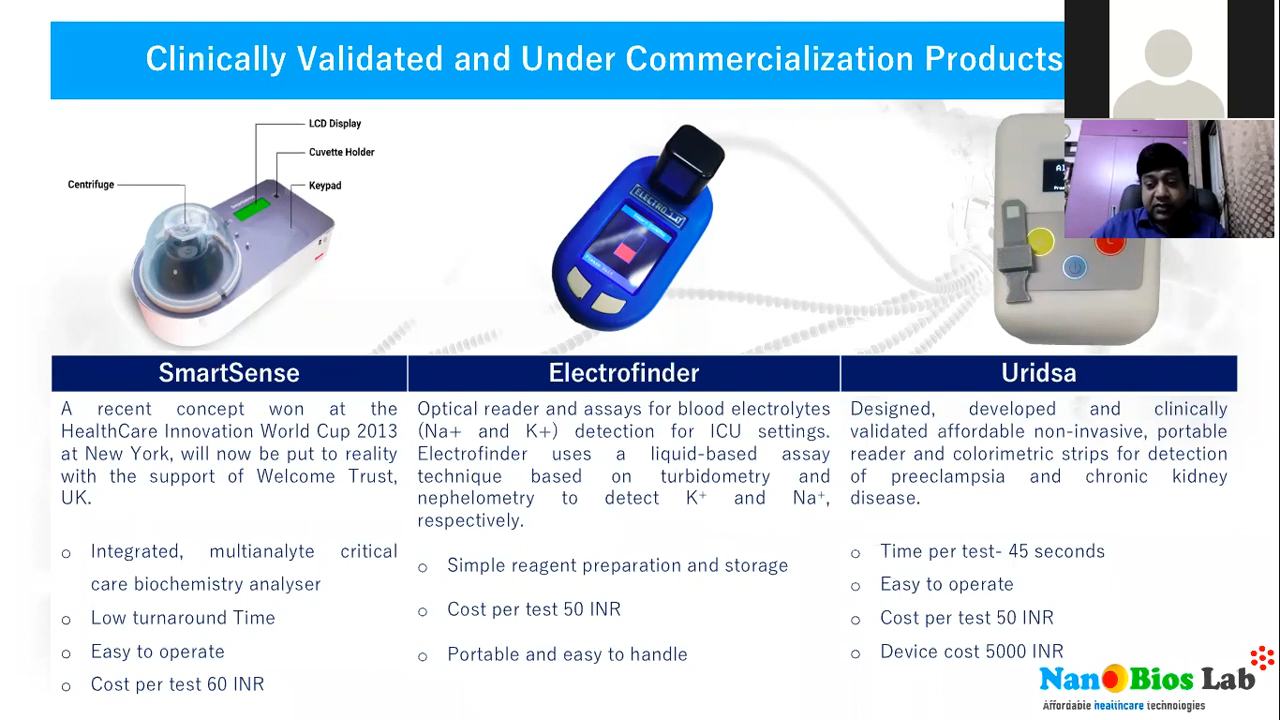 Clinically Validated and Under Commercialization Products
LCD Display
Cuvette Holder
Centrifuge
Keypad
SmartSense
A recent concept won at the
HealthCare Innovation World Cup 2013
at New York, will now be put to reality
with the support of Welcome Trust,
UK.
o Integrated, multianalyte critical
care biochemistry analyser
o Low turnaround Time
o Easy to operate
o Cost per test 60 INR
Electrofinder
Optical reader and assays for blood electrolytes
(Na+ and K+) detection for ICU settings.
Electrofinder uses a liquid-based assay
technique based on turbidometry and
nephelometry to detect K⁺ and Na⁺,
respectively.
o Simple reagent preparation and storage
o Cost per test 50 INR
o Portable and easy to handle
Uridsa
Designed, developed and clinically
validated affordable non-invasive, portable
reader and colorimetric strips for detection
of preeclampsia and chronic kidney
disease.
o Time per test- 45 seconds
o Easy to operate
o Cost per test 50 INR
o Device cost 5000 INR
NanoBios Lab
Affordable healthcare technologies